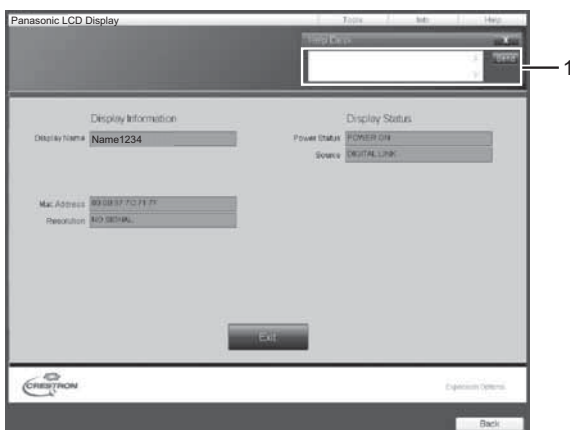 Panasonic LCD Display
Tools Info Help
Help Desk X
Send
1
Display Information
Display Status
Display Name Name1234
Power Status POWER ON
Source DIGITAL LINK
Mac Address
Resolution NO SIGNAL
Exit
CRESTRON
Expansion Options
Back